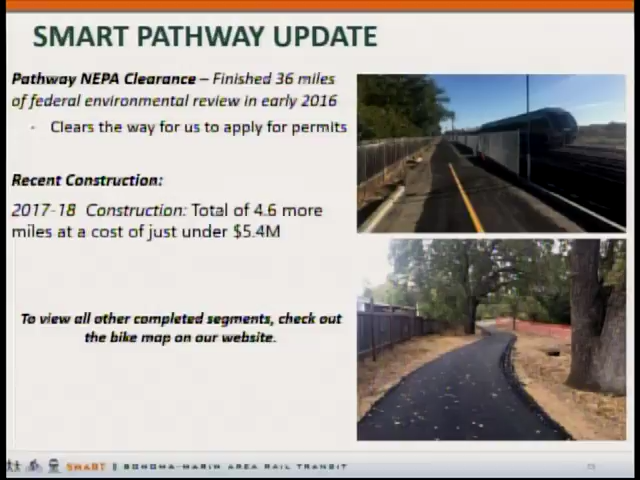 SMART PATHWAY UPDATE
Pathway NEPA Clearance – Finished 36 miles
of federal environmental review in early 2016
- Clears the way for us to apply for permits
Recent Construction:
2017-18 Construction: Total of 4.6 more
miles at a cost of just under $5.4M
To view all other completed segments, check out
the bike map on our website.
SMART | SONOMA-MARIN AREA RAIL TRANSIT